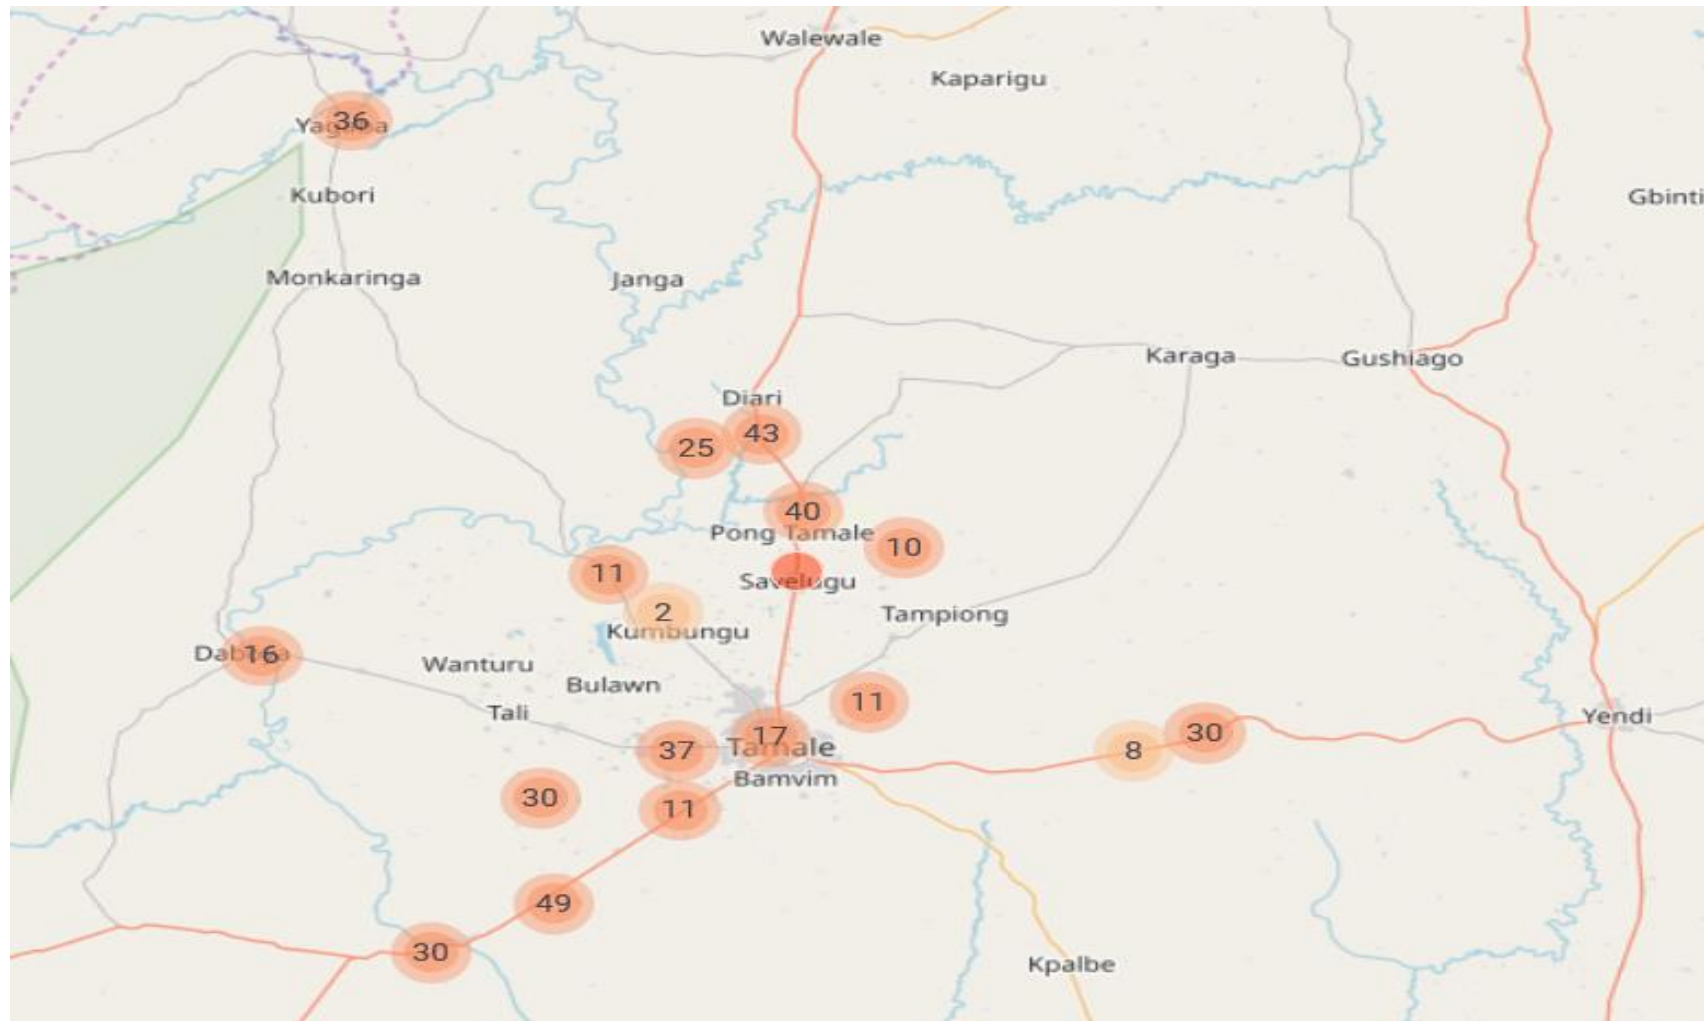 Walewale
Kaparigu
36
Kubori
Gbinti
Monkaringa
Janga
Karaga
Gushiago
Diari
43
25
40
Pong Tamale
10
11
Savelugu
2
Tampiong
Kumbungu
16
Wanturu
Bulawn
11
Tali
Yendi
17
30
37
Tamale
8
Bamvim
30
11
49
30
Kpalbe